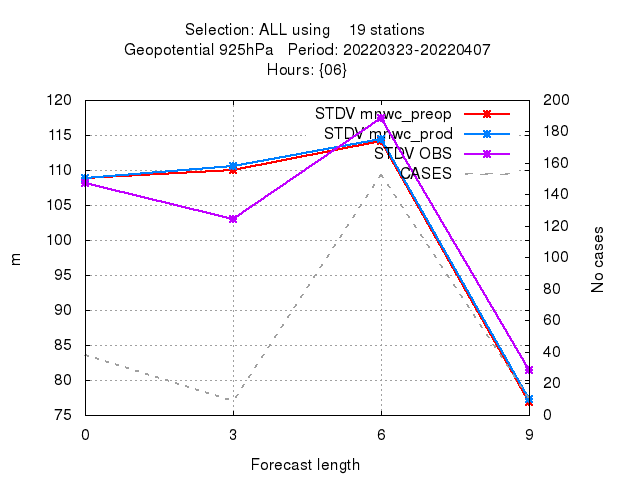 Selection: ALL using 19 stations
Geopotential 925hPa Period: 20220323-20220407
Hours: {06}
STDV mnwc_preop
STDV mnwc_prod
STDV OBS
CASES
120
115
110
105
100
95
90
85
80
75
200
180
160
140
120
100
80
60
40
20
0
m
No cases
0 3 6 9
Forecast length